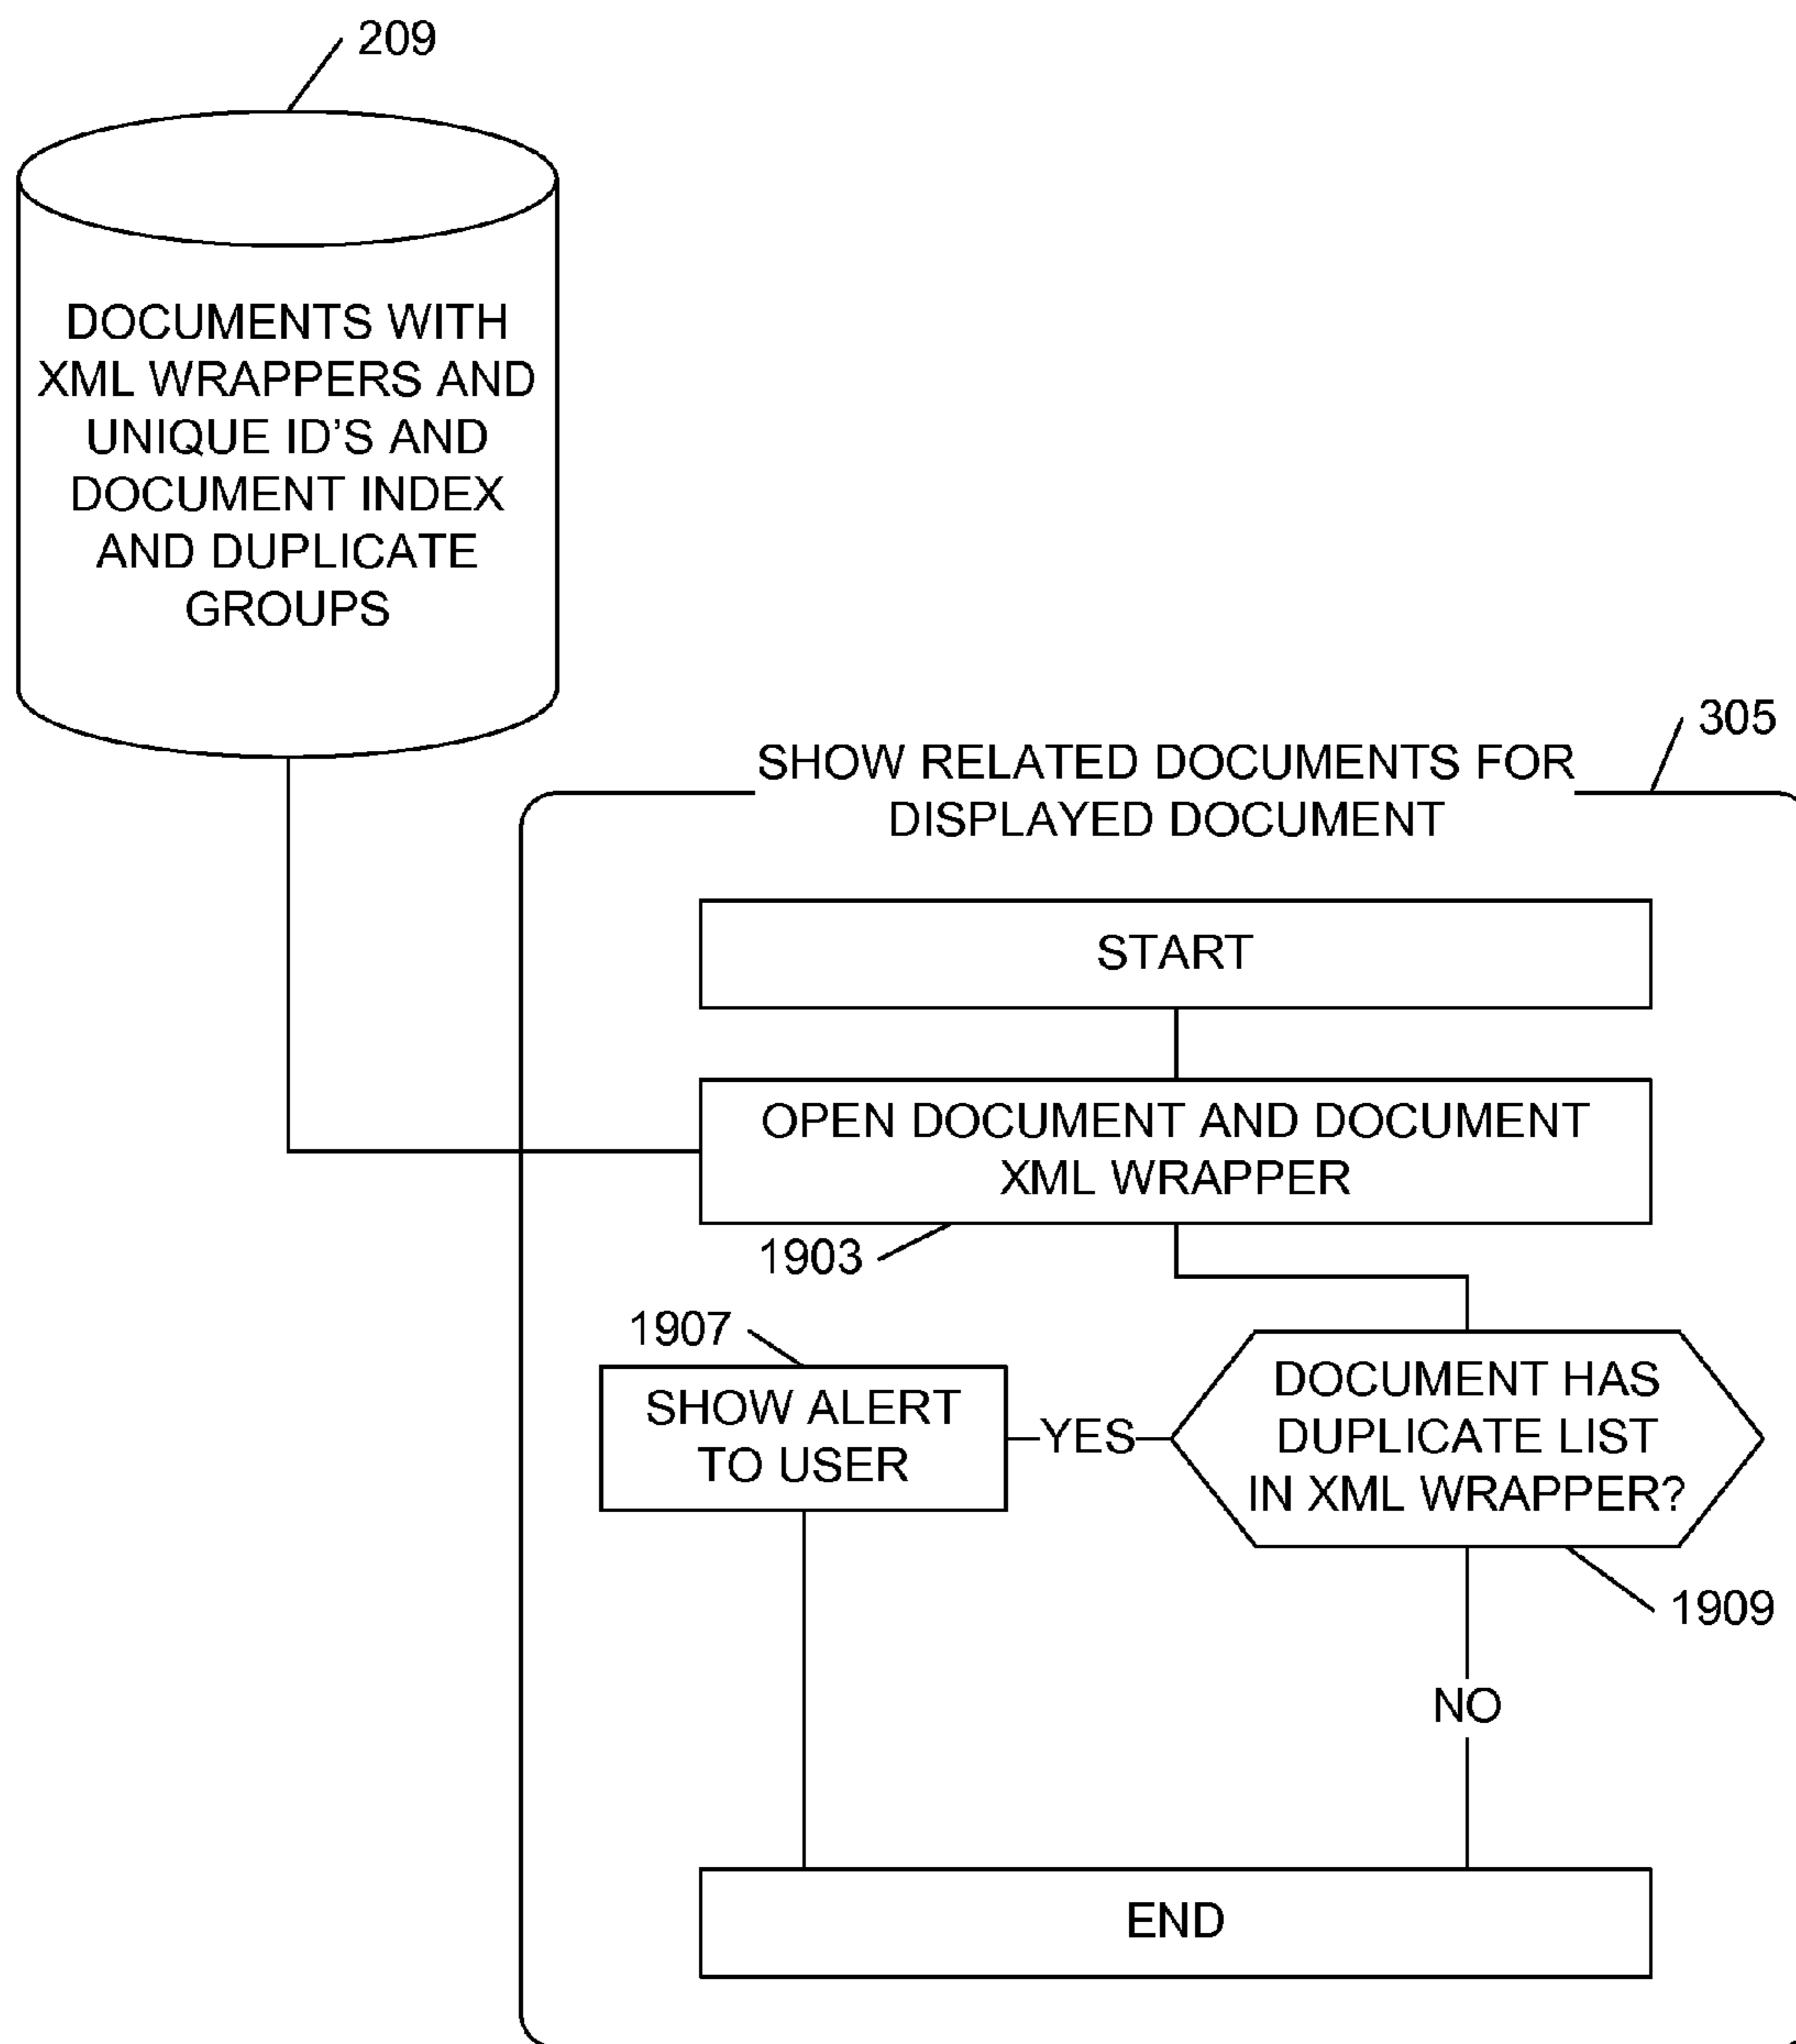 209
DOCUMENTS WITH
XML WRAPPERS AND
UNIQUE ID'S AND
DOCUMENT INDEX
AND DUPLICATE
GROUPS
305
SHOW RELATED DOCUMENTS FOR
DISPLAYED DOCUMENT
START
OPEN DOCUMENT AND DOCUMENT
XML WRAPPER
1903
1907
SHOW ALERT
TO USER
YES
DOCUMENT HAS
DUPLICATE LIST
IN XML WRAPPER?
1909
NO
END